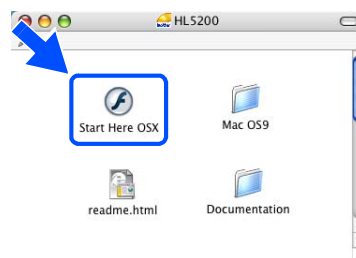 HL5200
Start Here OSX
Mac OS9
readme.html
Documentation